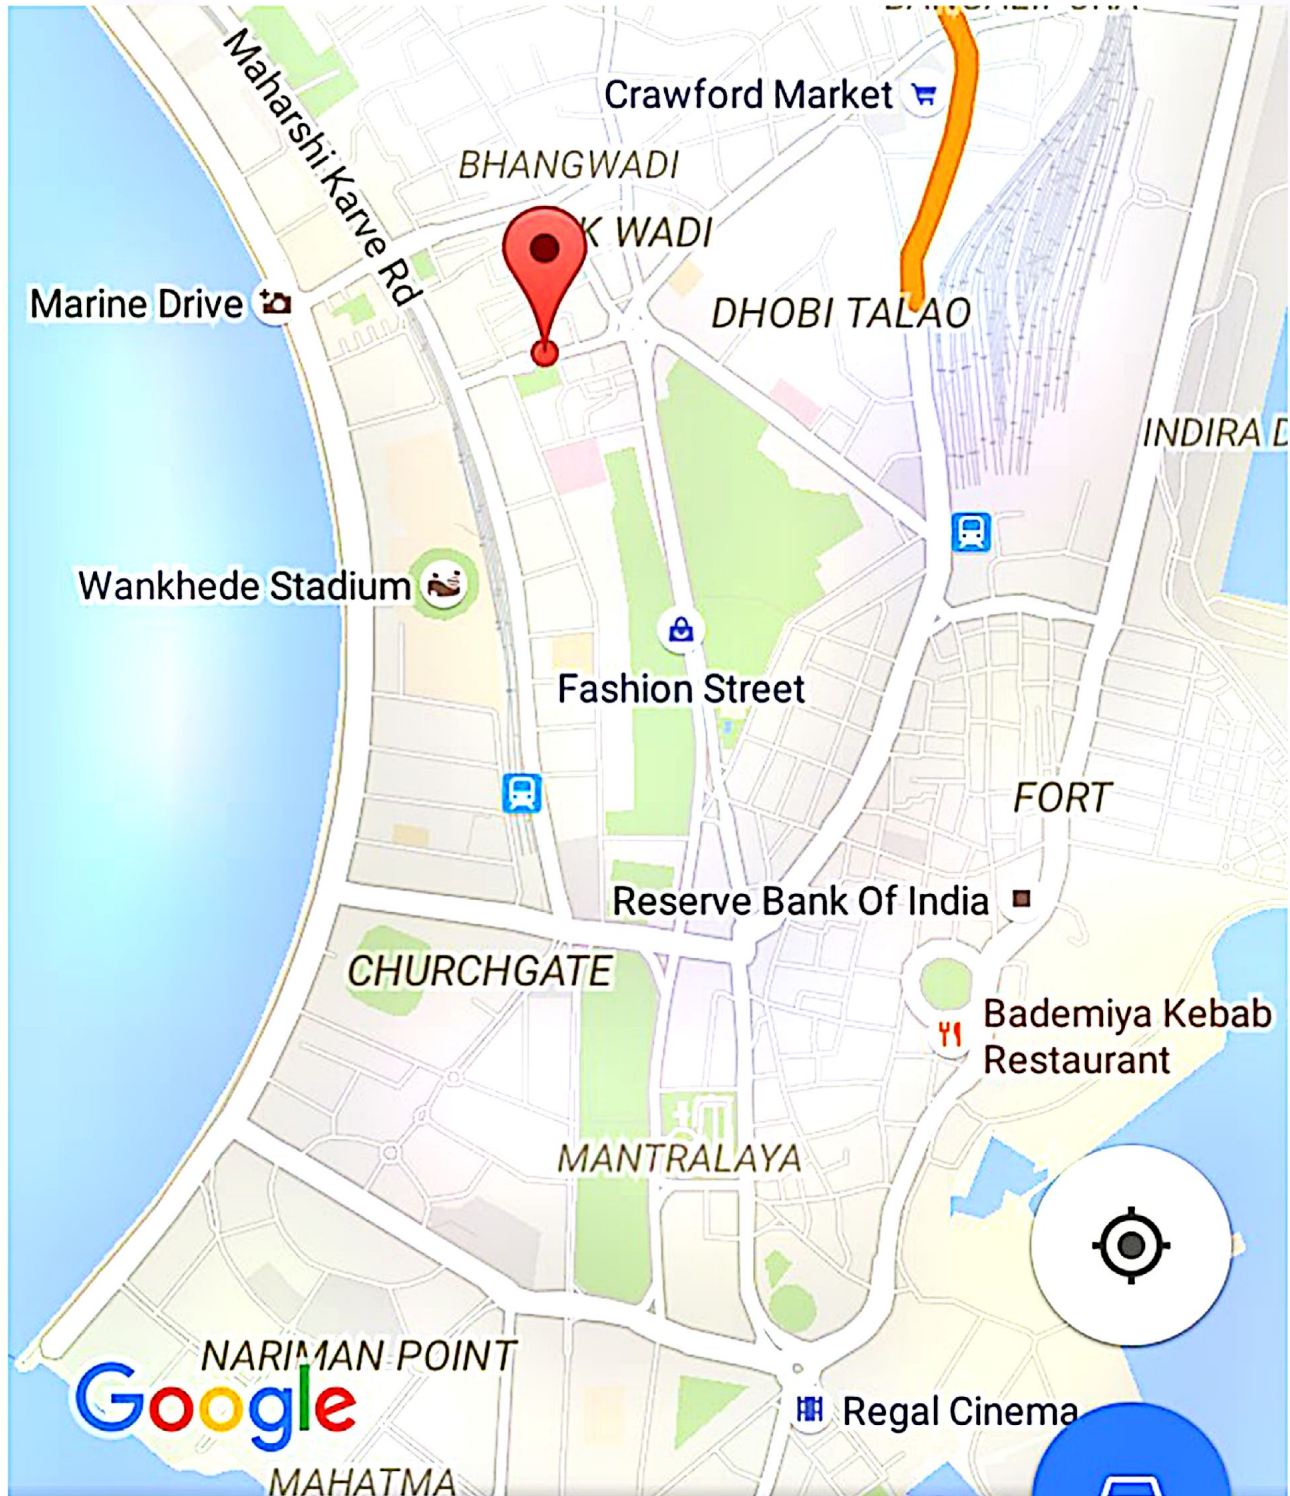 Maharshi Karve Rd
Crawford Market
BHANGWADI
K WADI
Marine Drive
DHOBI TALAO
INDIRA D
Wankhede Stadium
Fashion Street
FORT
Reserve Bank Of India
CHURCHGATE
Bademiya Kebab
Restaurant
MANTRALAYA
NARIMAN POINT
Google
Regal Cinema
MAHATMA